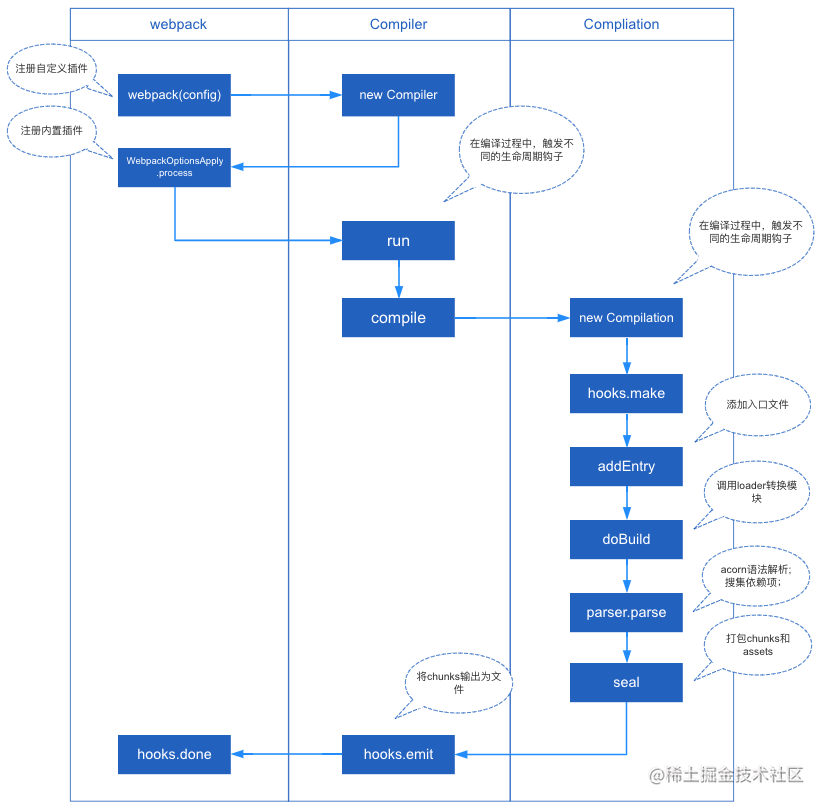 webpack
Compiler
Compliation
注册自定义插件
webpack(config)
new Compiler
注册内置插件
WebpackOptionsApply
.process
在编译过程中，触发不
同的生命周期钩子
run
在编译过程中，触发不
同的生命周期钩子
compile
new Compilation
hooks.make
添加入口文件
addEntry
调用loader转换模
块
doBuild
acorn语法解析;
搜集依赖项；
parser.parse
打包chunks和
assets
seal
将chunks输出为文
件
hooks.done
hooks.emit
@稀土掘金技术社区